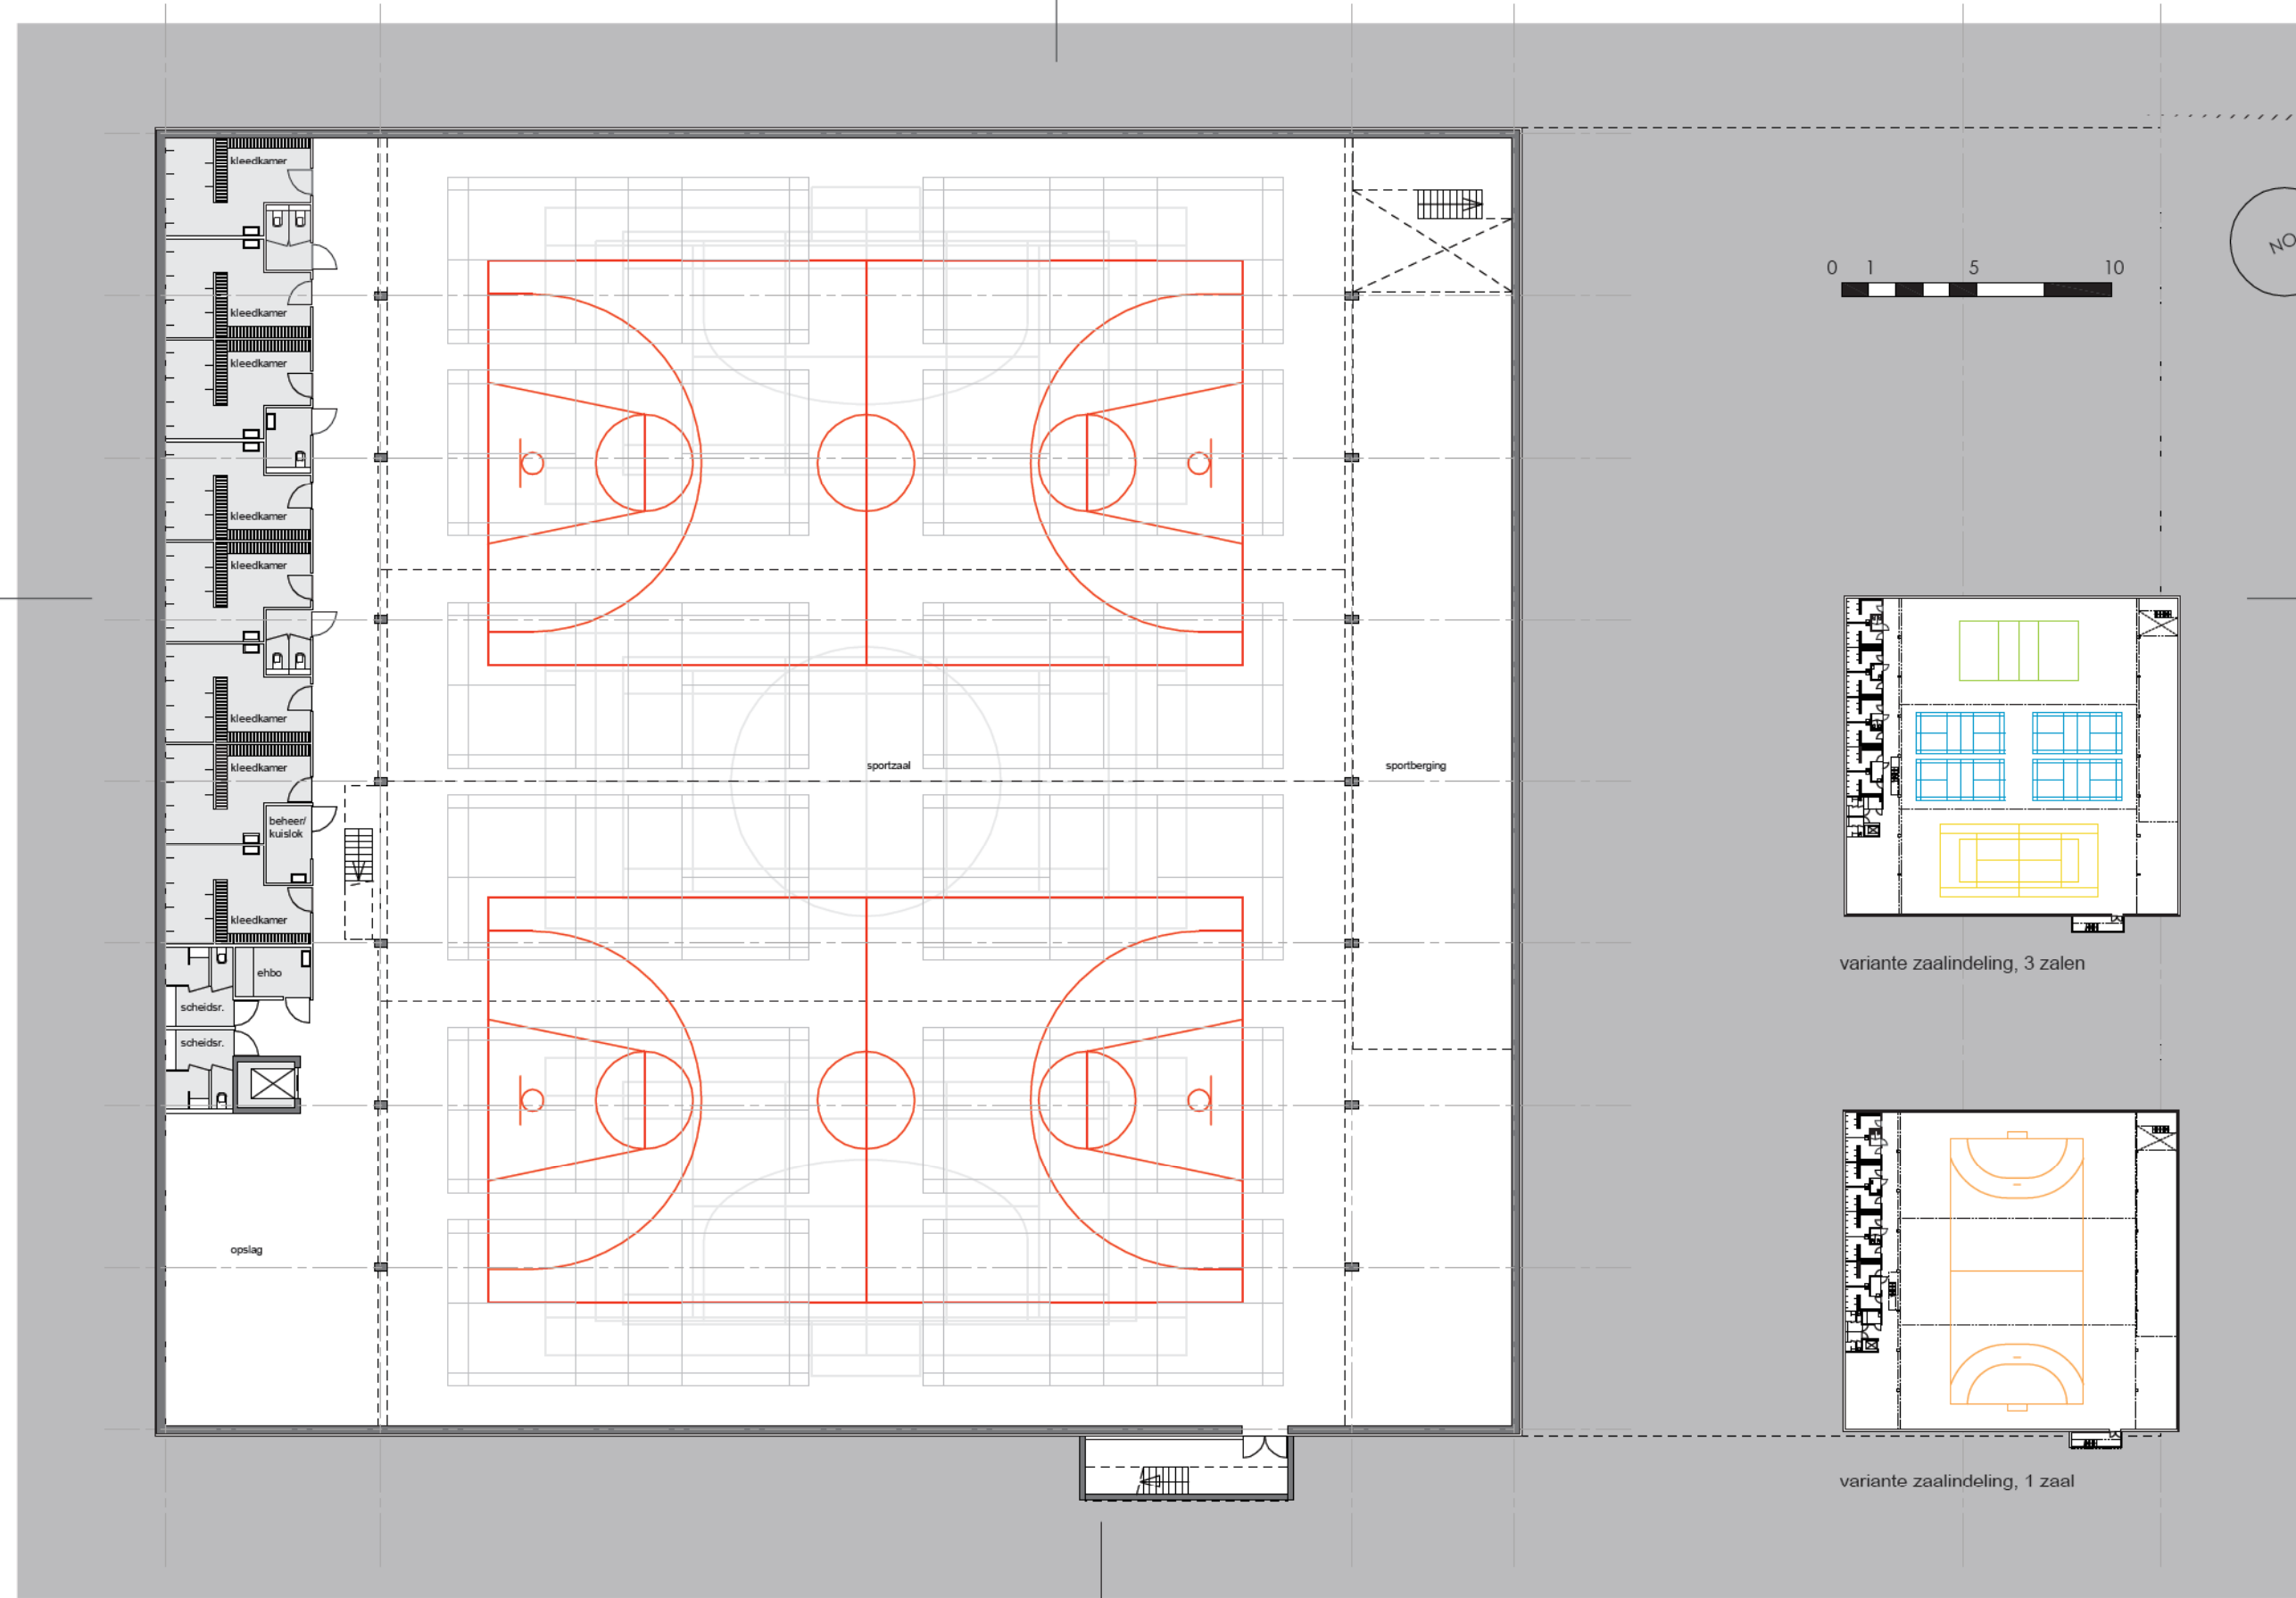 kleedkamer
kleedkamer
kleedkamer
kleedkamer
kleedkamer
kleedkamer
kleedkamer
beheer/
kuislok
kleedkamer
ehbo
scheidsr.
scheidsr.
opslag
sportzaal
sportberging
0 1 5 10
NO
variante zaalindeling, 3 zalen
variante zaalindeling, 1 zaal